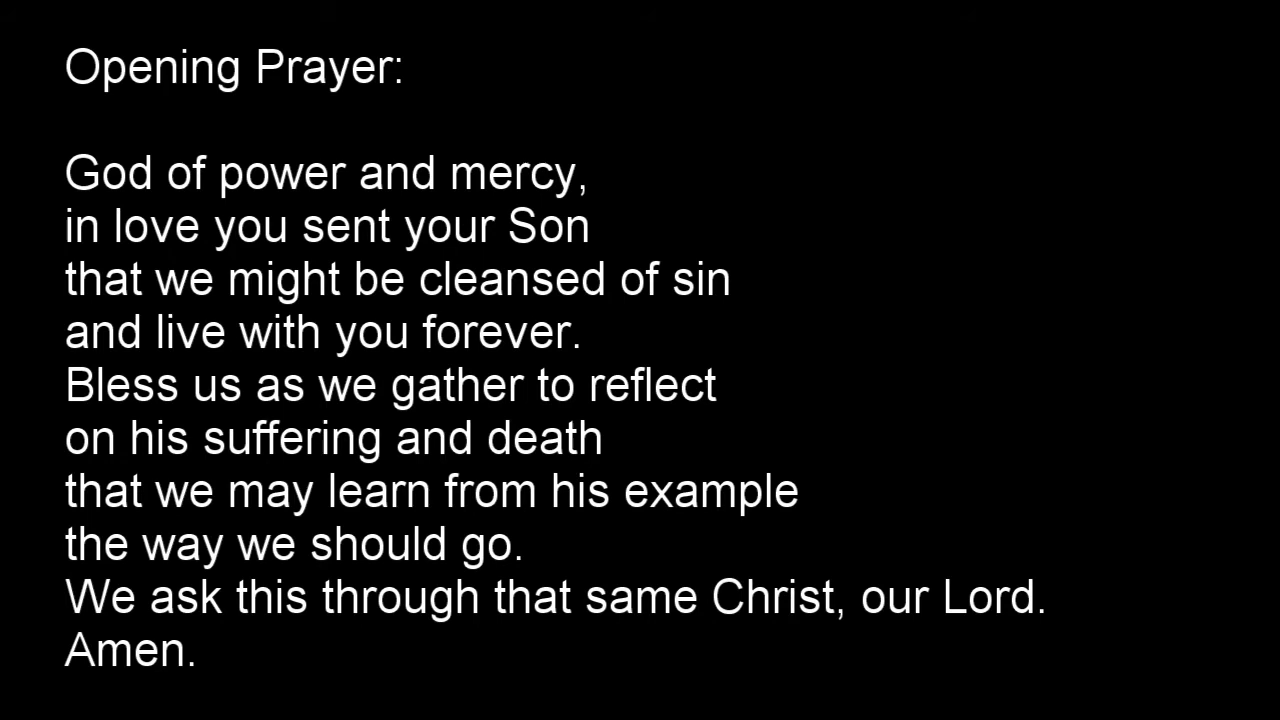 Opening Prayer:
God of power and mercy,
in love you sent your Son
that we might be cleansed of sin
and live with you forever.
Bless us as we gather to reflect
on his suffering and death
that we may learn from his example
the way we should go.
We ask this through that same Christ, our Lord.
Amen.